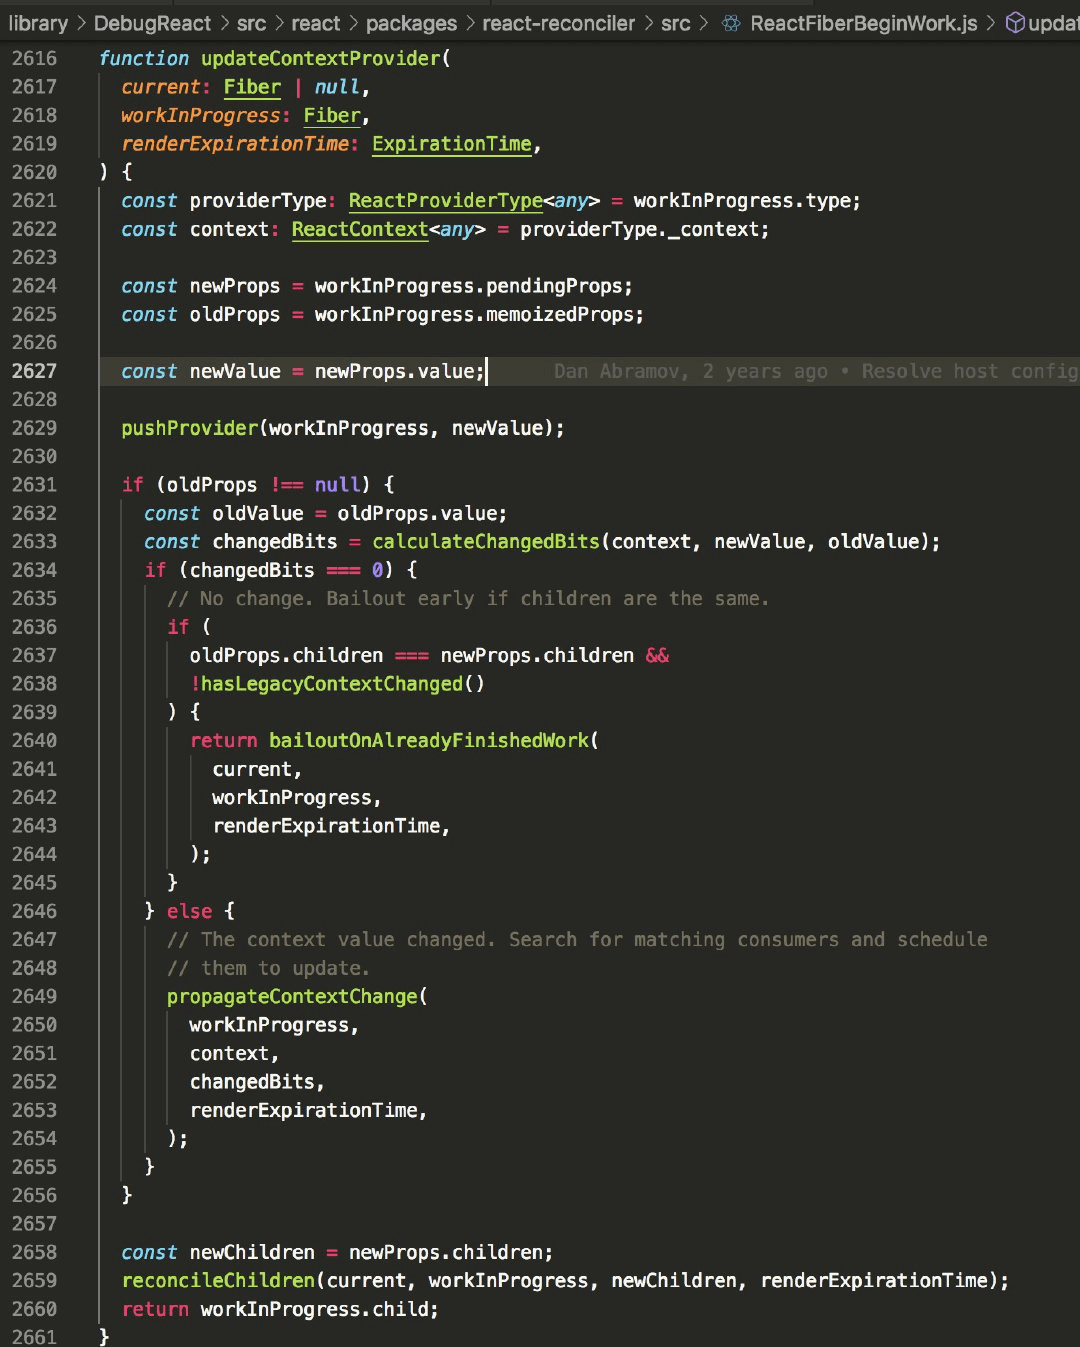 library > DebugReact > src > react > packages > react-reconciler > src > ReactFiberBeginWork.js > updat
2616 function updateContextProvider(
2617   current: Fiber | null,
2618   workInProgress: Fiber,
2619   renderExpirationTime: ExpirationTime,
2620 ) {
2621   const providerType: ReactProviderType<any> = workInProgress.type;
2622   const context: ReactContext<any> = providerType._context;
2623
2624   const newProps = workInProgress.pendingProps;
2625   const oldProps = workInProgress.memoizedProps;
2626
2627   const newValue = newProps.value; Dan Abramov, 2 years ago • Resolve host config
2628
2629   pushProvider(workInProgress, newValue);
2630
2631   if (oldProps !== null) {
2632     const oldValue = oldProps.value;
2633     const changedBits = calculateChangedBits(context, newValue, oldValue);
2634     if (changedBits === 0) {
2635       // No change. Bailout early if children are the same.
2636       if (
2637         oldProps.children === newProps.children &&
2638         !hasLegacyContextChanged()
2639       ) {
2640         return bailoutOnAlreadyFinishedWork(
2641           current,
2642           workInProgress,
2643           renderExpirationTime,
2644         );
2645       }
2646     } else {
2647       // The context value changed. Search for matching consumers and schedule
2648       // them to update.
2649       propagateContextChange(
2650         workInProgress,
2651         context,
2652         changedBits,
2653         renderExpirationTime,
2654       );
2655     }
2656   }
2657
2658   const newChildren = newProps.children;
2659   reconcileChildren(current, workInProgress, newChildren, renderExpirationTime);
2660   return workInProgress.child;
2661 }